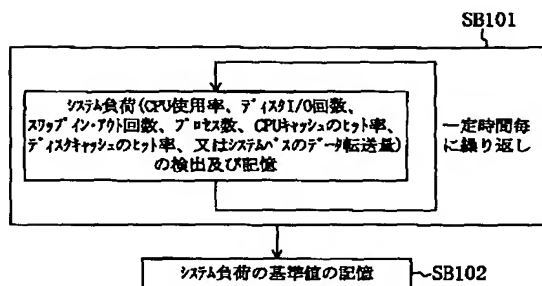 SB101
システム負荷(CPU使用率、ディスクI/O回数、
スワップイン・アウト回数、プロセス数、CPUキャッシュのヒット率、
ディスクキャッシュのヒット率、又はシステムバスのデータ転送量)
の検出及び記憶
一定時間毎
に繰り返し
システム負荷の基準値の記憶
SB102